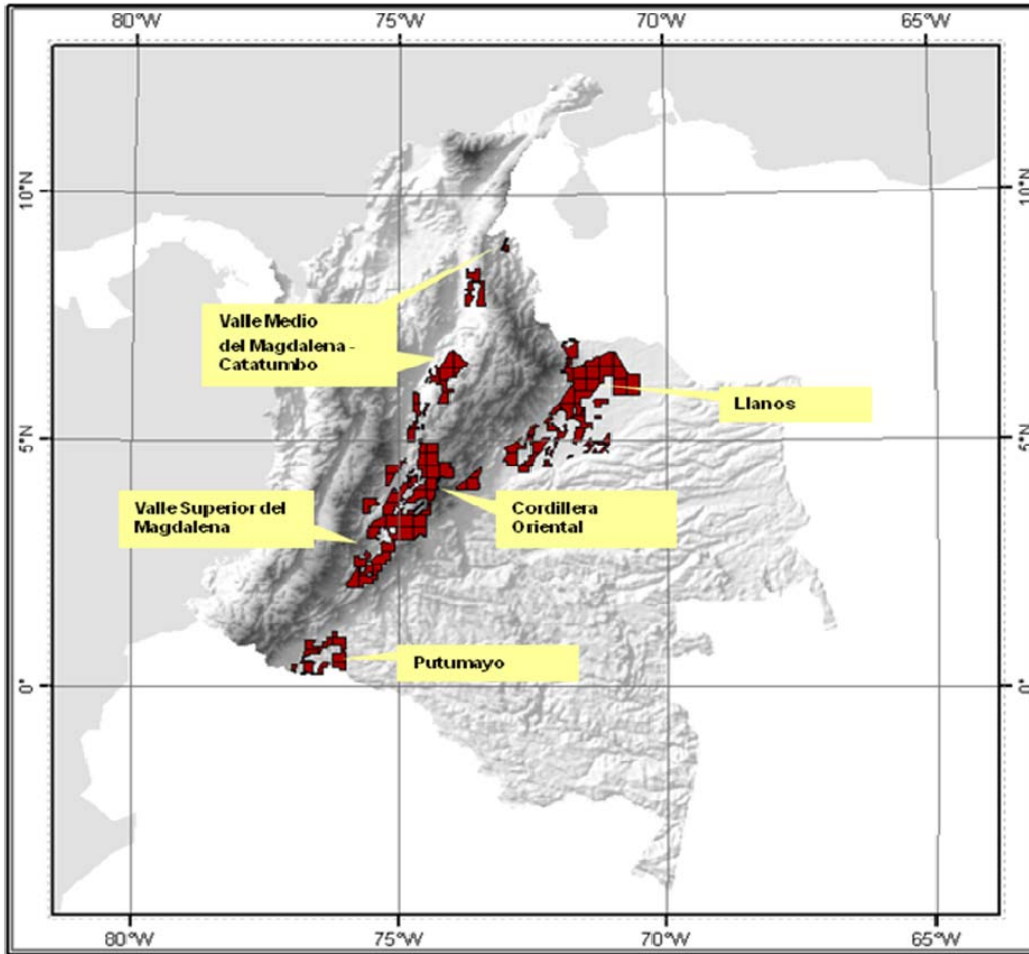 80°W
75°W
70°W
65°W
10°N
10°N
Valle Medio
del Magdalena -
Catatumbo
Llanos
5°N
5°N
Valle Superior del
Magdalena
Cordillera
Oriental
Putumayo
0°
0°
80°W
75°W
70°W
65°W